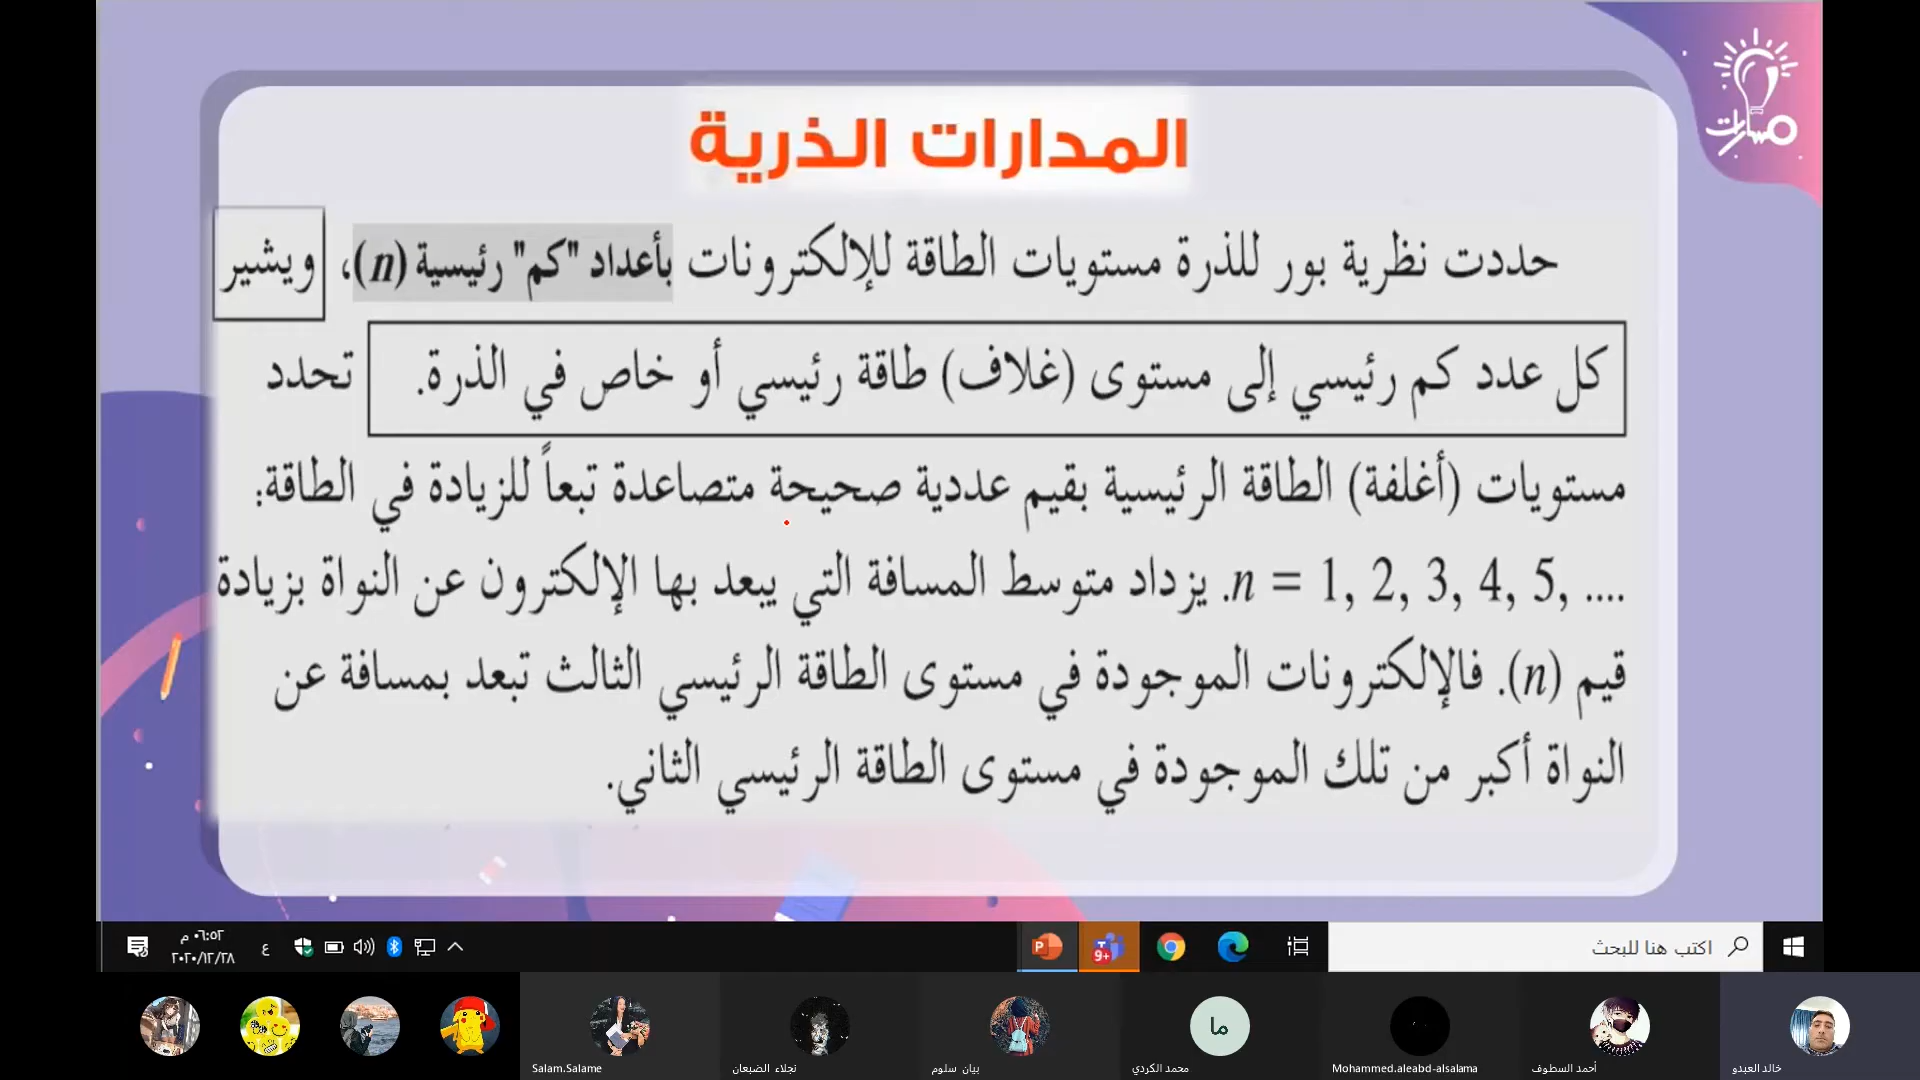 مسارات
المدارات الذرية
حددت نظرية بور للذرة مستويات الطاقة للإلكترونات بأعداد "كم" رئيسية (n)، ويشير
كل عدد كم رئيسي إلى مستوى (غلاف) طاقة رئيسي أو خاص في الذرة. تحدد
مستويات (أغلفة) الطاقة الرئيسية بقيم عددية صحيحة متصاعدة تبعاً للزيادة في الطاقة:
n = 1, 2, 3, 4, 5, .... يزداد متوسط المسافة التي يبعد بها الإلكترون عن النواة بزيادة
قيم (n). فالإلكترونات الموجودة في مستوى الطاقة الرئيسي الثالث تبعد بمسافة عن
النواة أكبر من تلك الموجودة في مستوى الطاقة الرئيسي الثاني.
اكتب هنا للبحث
9+
ع
٠٦:٥٢ م
٢٠٢٠/١٢/٢٨
ما
Salam.Salame
نجلاء الضبعان
بيان سلوم
محمد الكردي
Mohammed.aleabd-alsalama
أحمد السطوف
خالد العبدو